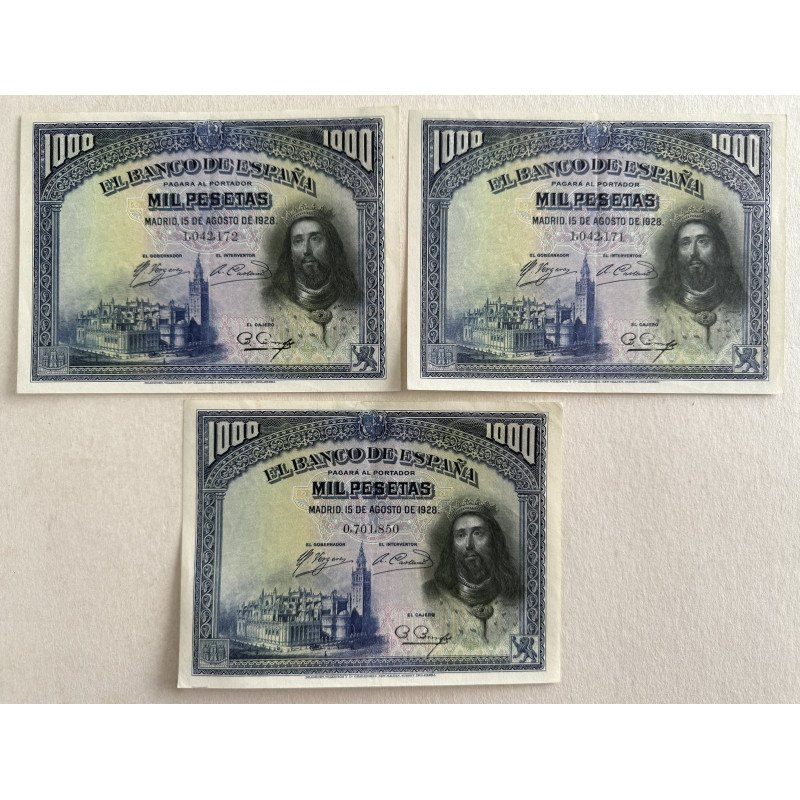 1000 1000
EL BANCO DE ESPAÑA
PAGARÁ AL PORTADOR
MIL PESETAS
MADRID, 15 DE AGOSTO DE 1928.
1,042,172
EL GOBERNADOR EL INTERVENTOR
EL CAJERO
1000 1000
EL BANCO DE ESPAÑA
PAGARÁ AL PORTADOR
MIL PESETAS
MADRID, 15 DE AGOSTO DE 1928.
1,042,171
EL GOBERNADOR EL INTERVENTOR
EL CAJERO
1000 1000
EL BANCO DE ESPAÑA
PAGARÁ AL PORTADOR
MIL PESETAS
MADRID, 15 DE AGOSTO DE 1928.
0,701,850
EL GOBERNADOR EL INTERVENTOR
EL CAJERO